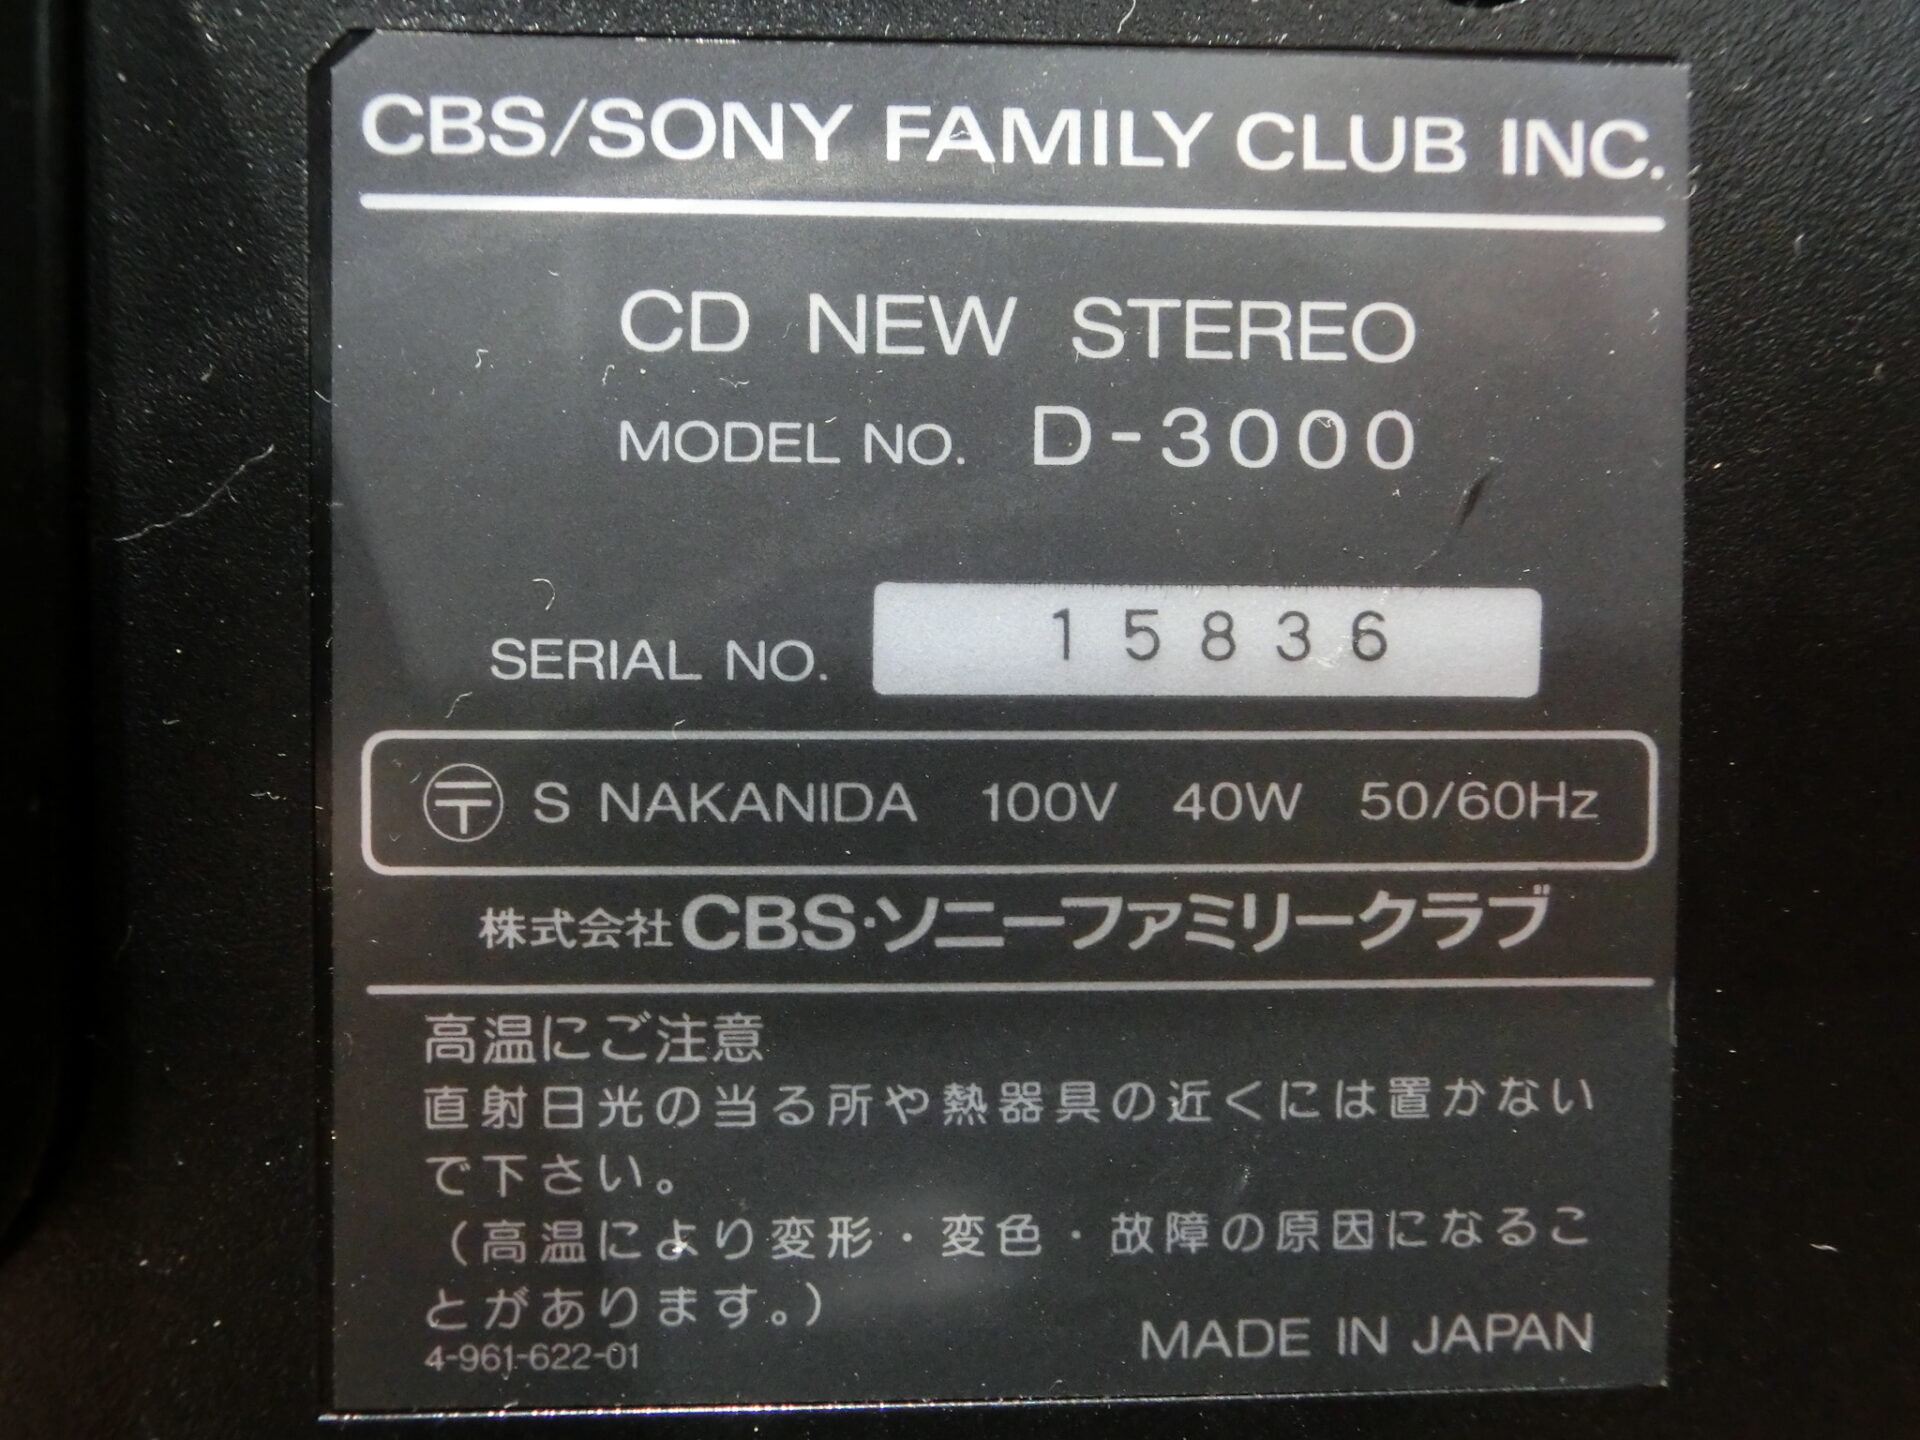 CBS/SONY FAMILY CLUB INC.
CD NEW STEREO
MODEL NO. D-3000
SERIAL NO. 15836
〒 S NAKANIDA 100V 40W 50/60Hz
株式会社CBS・ソニーファミリークラブ
高温にご注意
直射日光の当る所や熱器具の近くには置かない
で下さい。
(高温により変形・変色・故障の原因になるこ
とがあります。)
4-961-622-01
MADE IN JAPAN